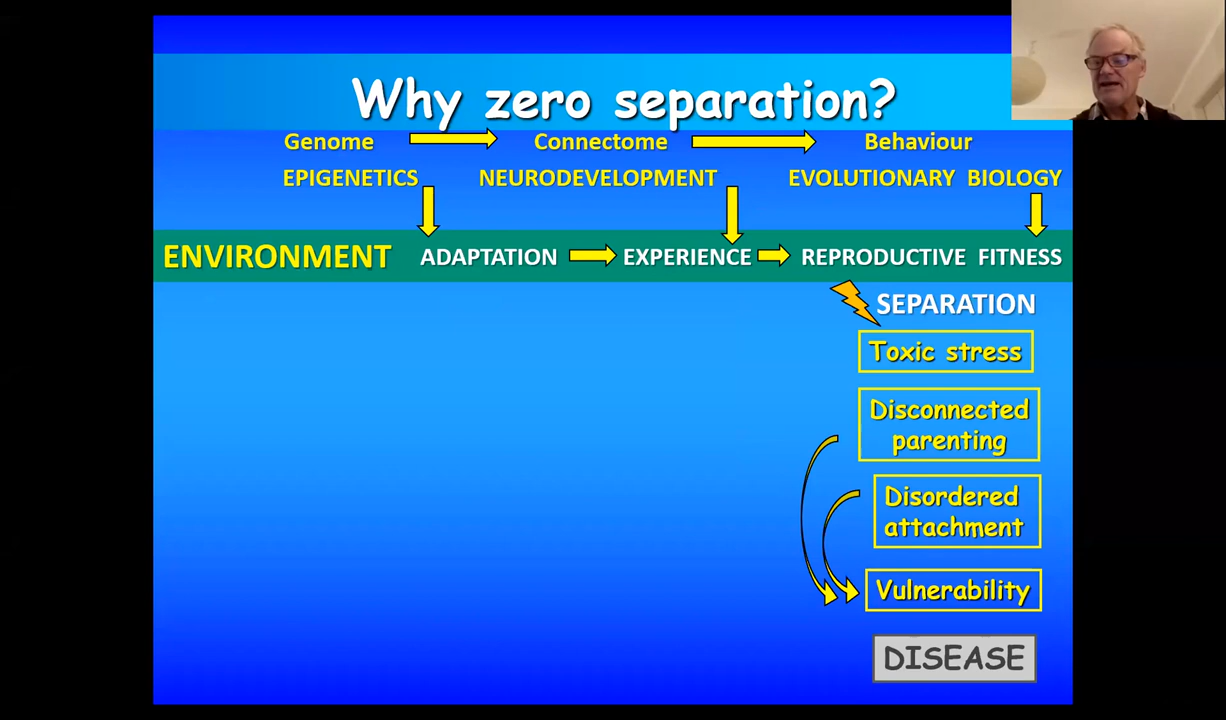 Why zero separation?
Genome Connectome Behaviour
EPIGENETICS NEURODEVELOPMENT EVOLUTIONARY BIOLOGY
ENVIRONMENT ADAPTATION EXPERIENCE REPRODUCTIVE FITNESS
SEPARATION
Toxic stress
Disconnected
parenting
Disordered
attachment
Vulnerability
DISEASE